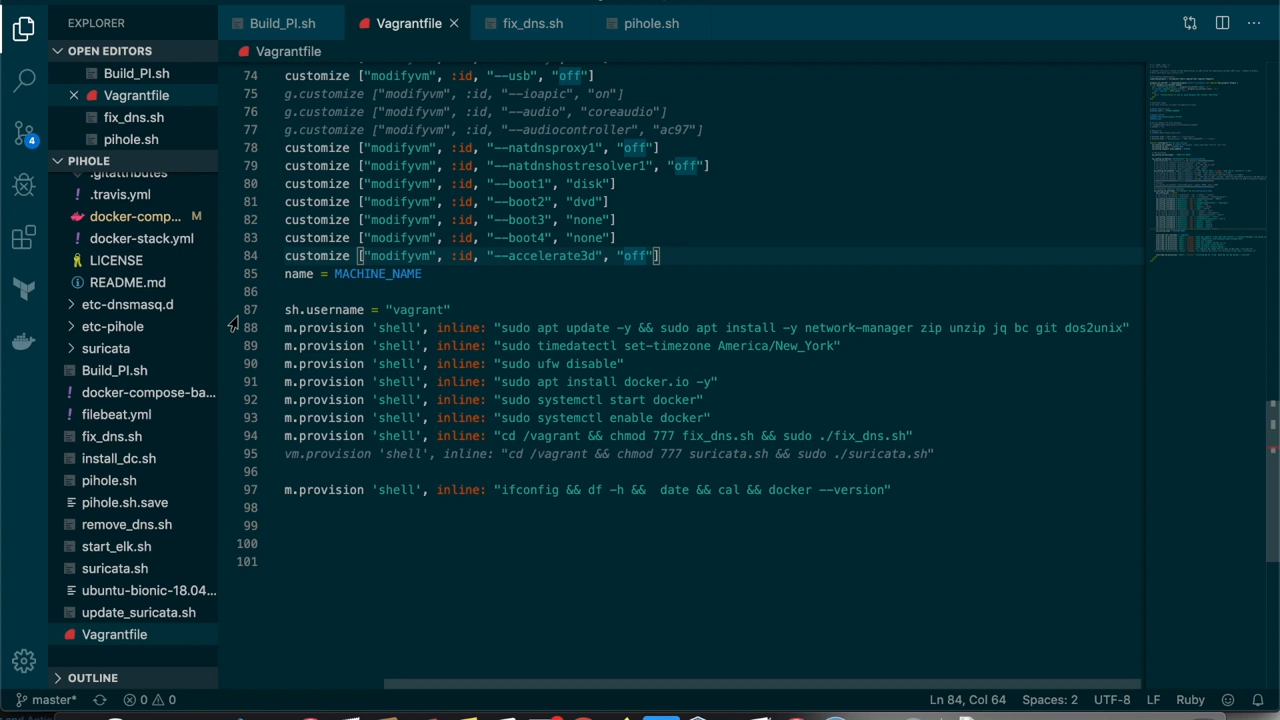 EXPLORER
Build_PI.sh
Vagrantfile
fix_dns.sh
pihole.sh
OPEN EDITORS
Build_PI.sh
Vagrantfile
fix_dns.sh
pihole.sh
4
PIHOLE
.gitattributes
.travis.yml
docker-comp... M
docker-stack.yml
LICENSE
README.md
etc-dnsmasq.d
etc-pihole
suricata
Build_PI.sh
docker-compose-ba...
filebeat.yml
fix_dns.sh
install_dc.sh
pihole.sh
pihole.sh.save
remove_dns.sh
start_elk.sh
suricata.sh
ubuntu-bionic-18.04...
update_suricata.sh
Vagrantfile
OUTLINE
Vagrantfile
74 customize ["modifyvm", :id, "--usb", "off"]
75 g.customize ["modifyvm", :id, "--ioapic", "on"]
76 g.customize ["modifyvm", :id, "--audio", "coreaudio"]
77 g.customize ["modifyvm", :id, "--audiocontroller", "ac97"]
78 customize ["modifyvm", :id, "--natdnsproxy1", "off"]
79 customize ["modifyvm", :id, "--natdnshostresolver1", "off"]
80 customize ["modifyvm", :id, "--boot1", "disk"]
81 customize ["modifyvm", :id, "--boot2", "dvd"]
82 customize ["modifyvm", :id, "--boot3", "none"]
83 customize ["modifyvm", :id, "--boot4", "none"]
84 customize ["modifyvm", :id, "--accelerate3d", "off"]
85 name = MACHINE_NAME
86
87 sh.username = "vagrant"
88 m.provision 'shell', inline: "sudo apt update -y && sudo apt install -y network-manager zip unzip jq bc git dos2unix"
89 m.provision 'shell', inline: "sudo timedatectl set-timezone America/New_York"
90 m.provision 'shell', inline: "sudo ufw disable"
91 m.provision 'shell', inline: "sudo apt install docker.io -y"
92 m.provision 'shell', inline: "sudo systemctl start docker"
93 m.provision 'shell', inline: "sudo systemctl enable docker"
94 m.provision 'shell', inline: "cd /vagrant && chmod 777 fix_dns.sh && sudo ./fix_dns.sh"
95 vm.provision 'shell', inline: "cd /vagrant && chmod 777 suricata.sh && sudo ./suricata.sh"
96
97 m.provision 'shell', inline: "ifconfig && df -h &&  date && cal && docker --version"
98
99
100
101
master* 0 0 Ln 84, Col 64 Spaces: 2 UTF-8 LF Ruby